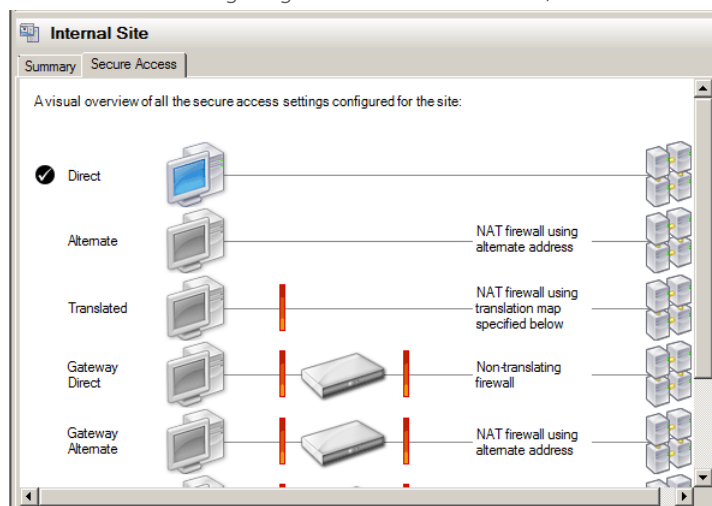 Internal Site
Summary Secure Access
A visual overview of all the secure access settings configured for the site:
Direct
Alternate
NAT firewall using
alternate address
Translated
NAT firewall using
translation map
specified below
Gateway
Direct
Non-translating
firewall
Gateway
Alternate
NAT firewall using
alternate address